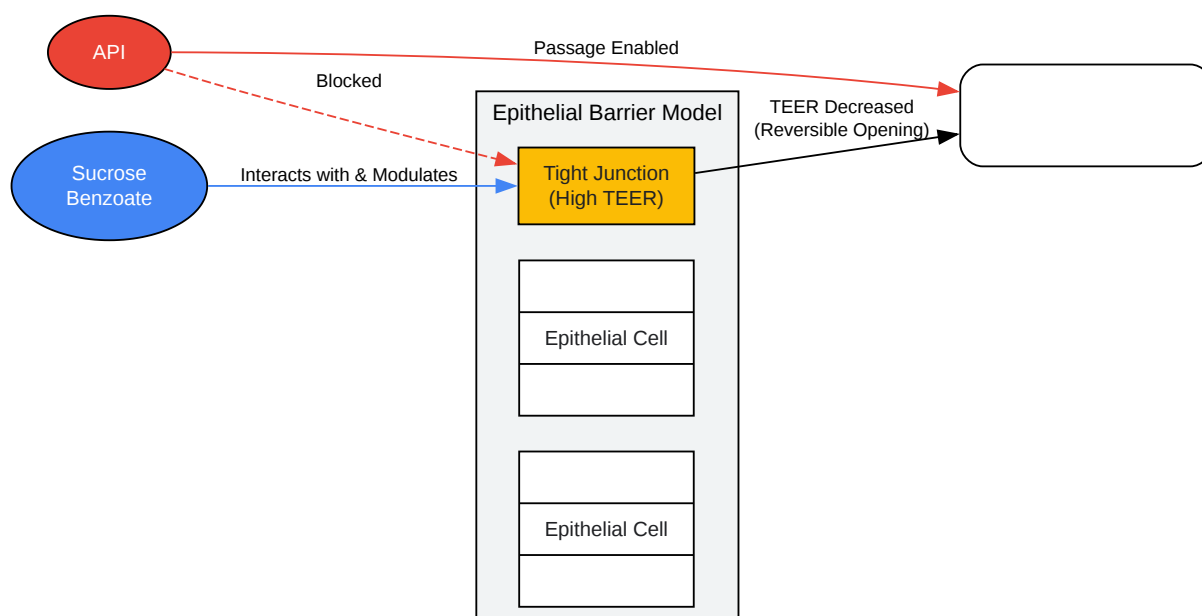 API
Passage Enabled
Blocked
Epithelial Barrier Model
TEER Decreased
(Reversible Opening)
Sucrose
Benzoate
Interacts with & Modulates
Tight Junction
(High TEER)
Epithelial Cell
Epithelial Cell